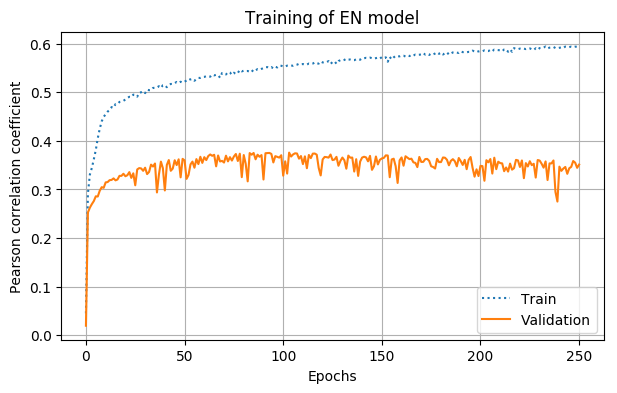 Training of EN model
Pearson correlation coefficient
0.6
0.5
0.4
0.3
0.2
0.1
0.0
0
50
100
150
200
250
Epochs
Train
Validation